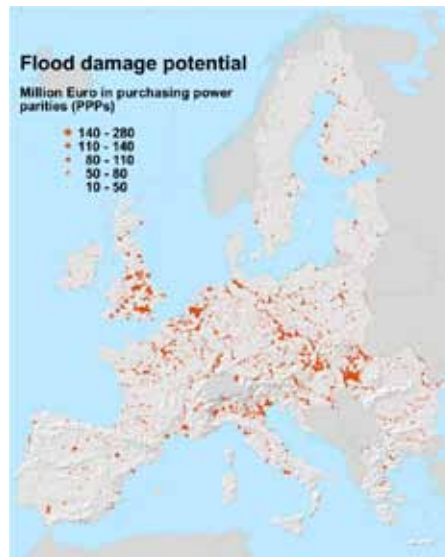 Flood damage potential
Million Euro in purchasing power
parities (PPPs)
140 - 280
110 - 140
80 - 110
50 - 80
10 - 50